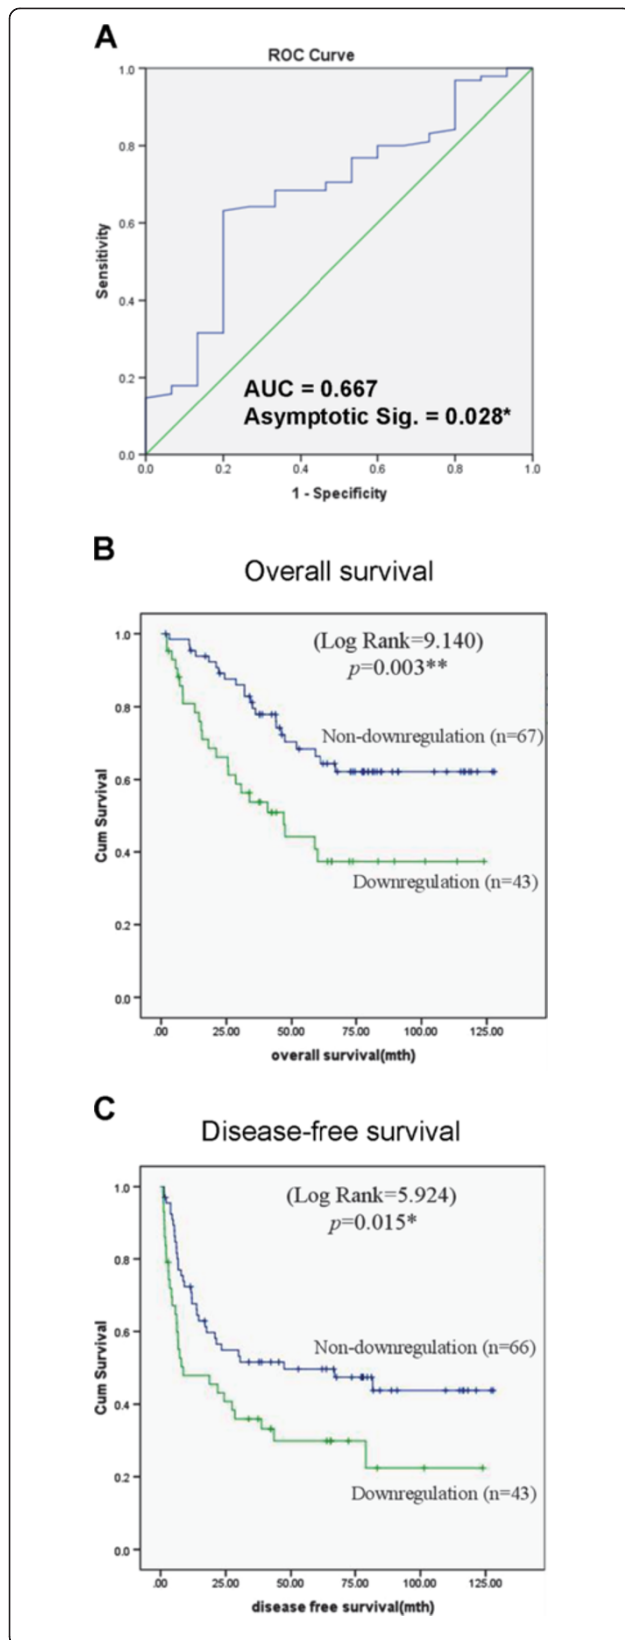 A
ROC Curve
1.0
0.8
0.6
0.4
0.2
0.0
Sensitivity
AUC = 0.667
Asymptotic Sig. = 0.028*
0.0 0.2 0.4 0.6 0.8 1.0
1 - Specificity
B
Overall survival
(Log Rank=9.140)
p=0.003**
Non-downregulation (n=67)
Downregulation (n=43)
1.0
0.8
0.6
0.4
0.2
0.0
Cum Survival
.00 25.00 50.00 75.00 100.00 125.00
overall survival(mth)
C
Disease-free survival
(Log Rank=5.924)
p=0.015*
Non-downregulation (n=66)
Downregulation (n=43)
1.0
0.8
0.6
0.4
0.2
0.0
Cum Survival
.00 25.00 50.00 75.00 100.00 125.00
disease free survival(mth)